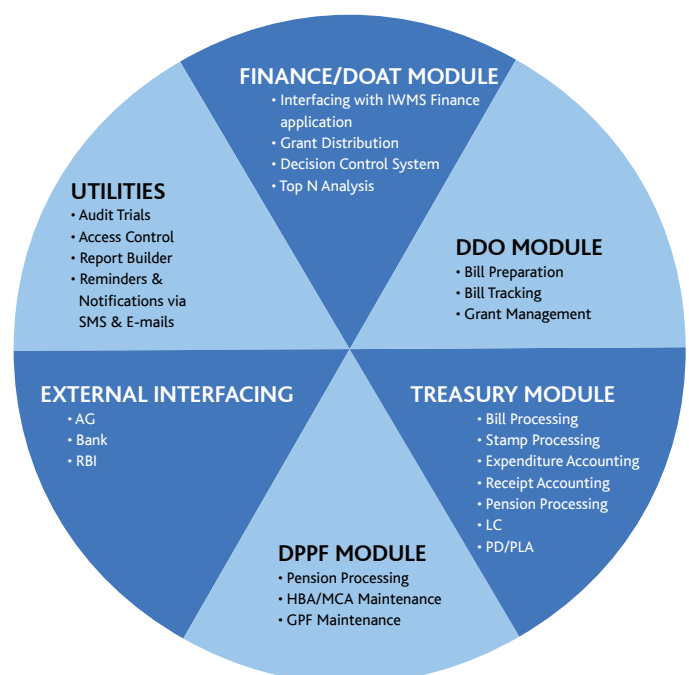 FINANCE/DOAT MODULE
• Interfacing with IWMS Finance
application
• Grant Distribution
• Decision Control System
• Top N Analysis
DDO MODULE
• Bill Preparation
• Bill Tracking
• Grant Management
TREASURY MODULE
• Bill Processing
• Stamp Processing
• Expenditure Accounting
• Receipt Accounting
• Pension Processing
• LC
• PD/PLA
DPPF MODULE
• Pension Processing
• HBA/MCA Maintenance
• GPF Maintenance
EXTERNAL INTERFACING
• AG
• Bank
• RBI
UTILITIES
• Audit Trials
• Access Control
• Report Builder
• Reminders &
Notifications via
SMS & E-mails